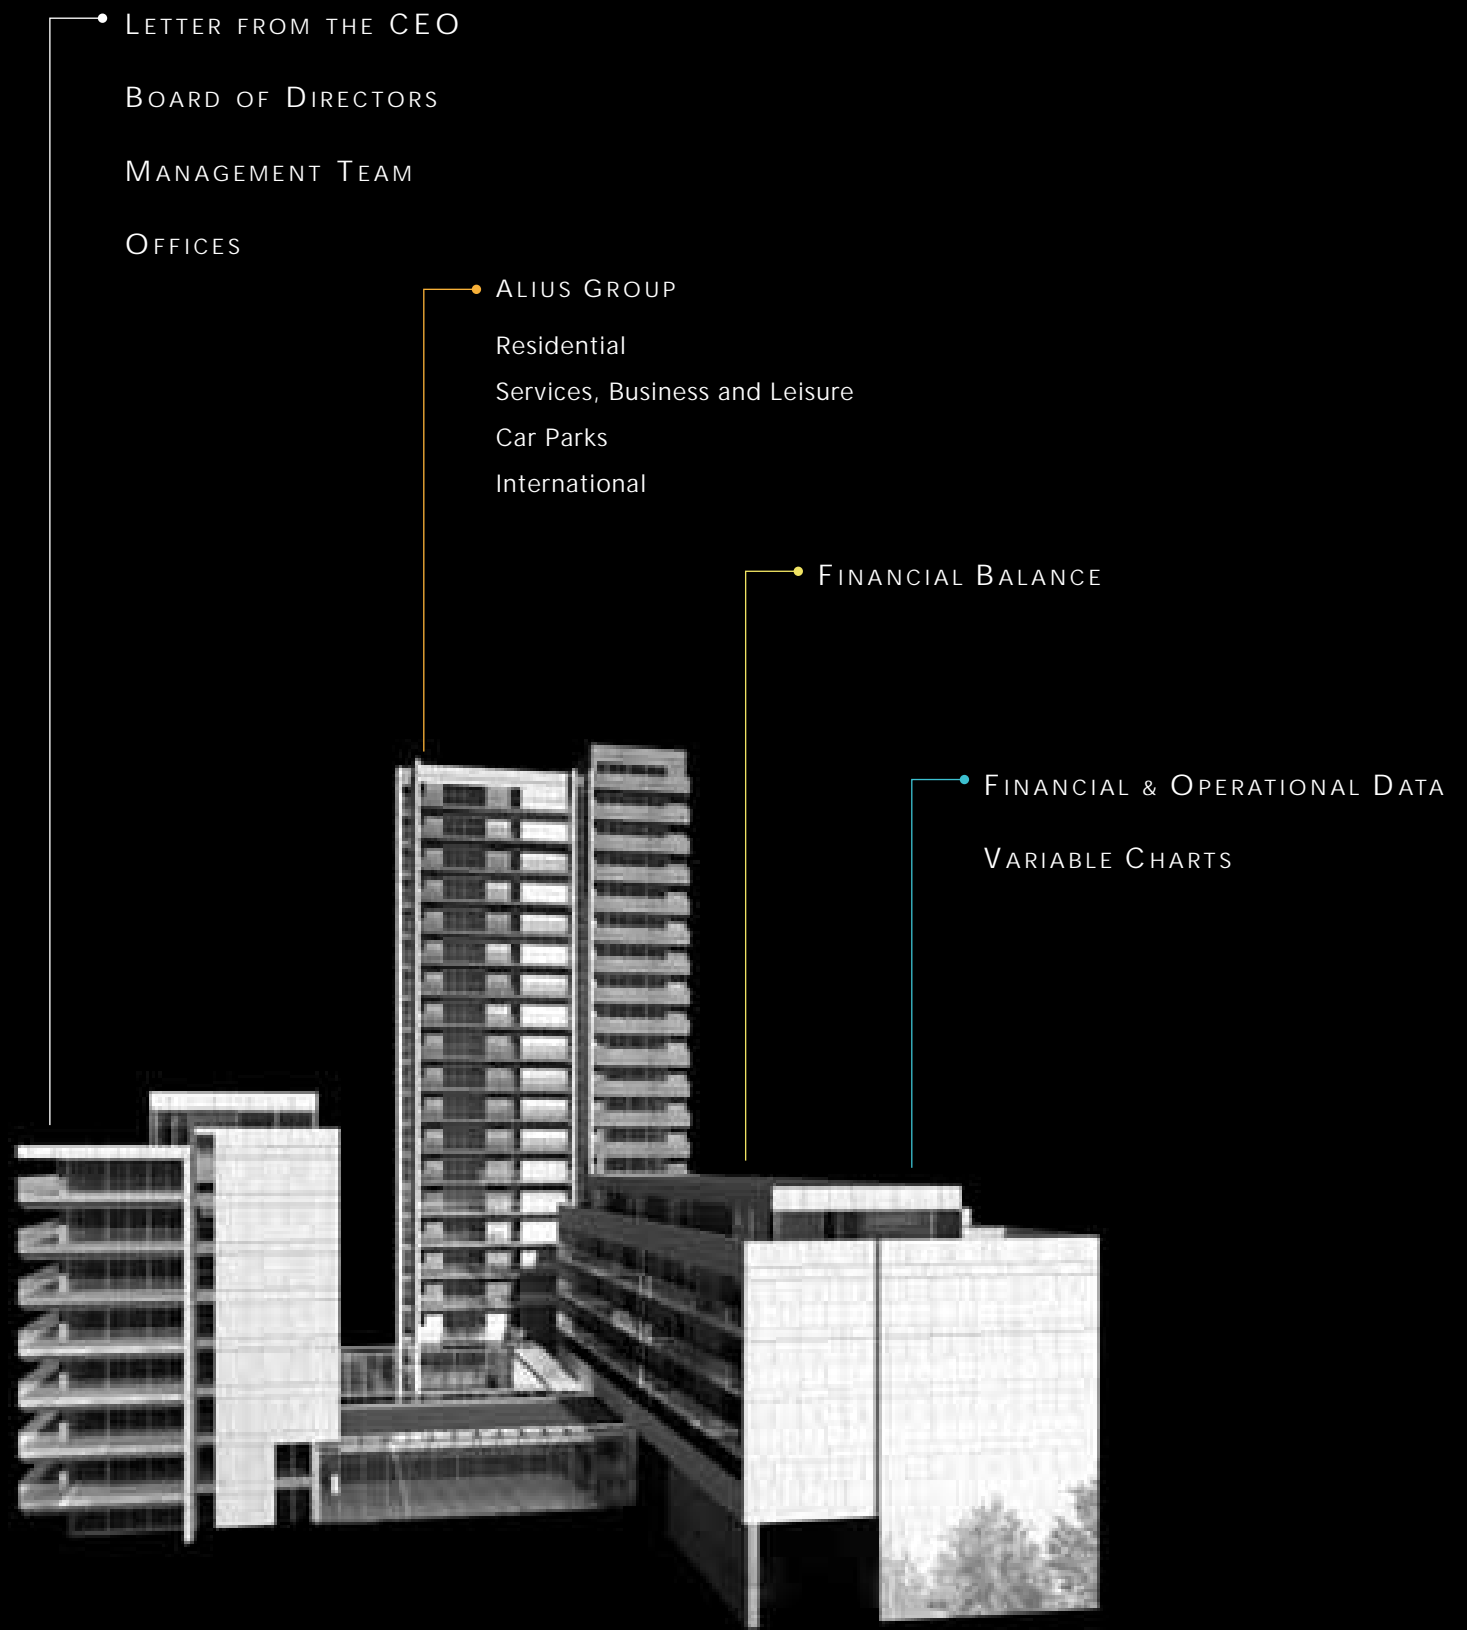 LETTER FROM THE CEO
BOARD OF DIRECTORS
MANAGEMENT TEAM
OFFICES
ALIUS GROUP
Residential
Services, Business and Leisure
Car Parks
International
FINANCIAL BALANCE
FINANCIAL & OPERATIONAL DATA
VARIABLE CHARTS